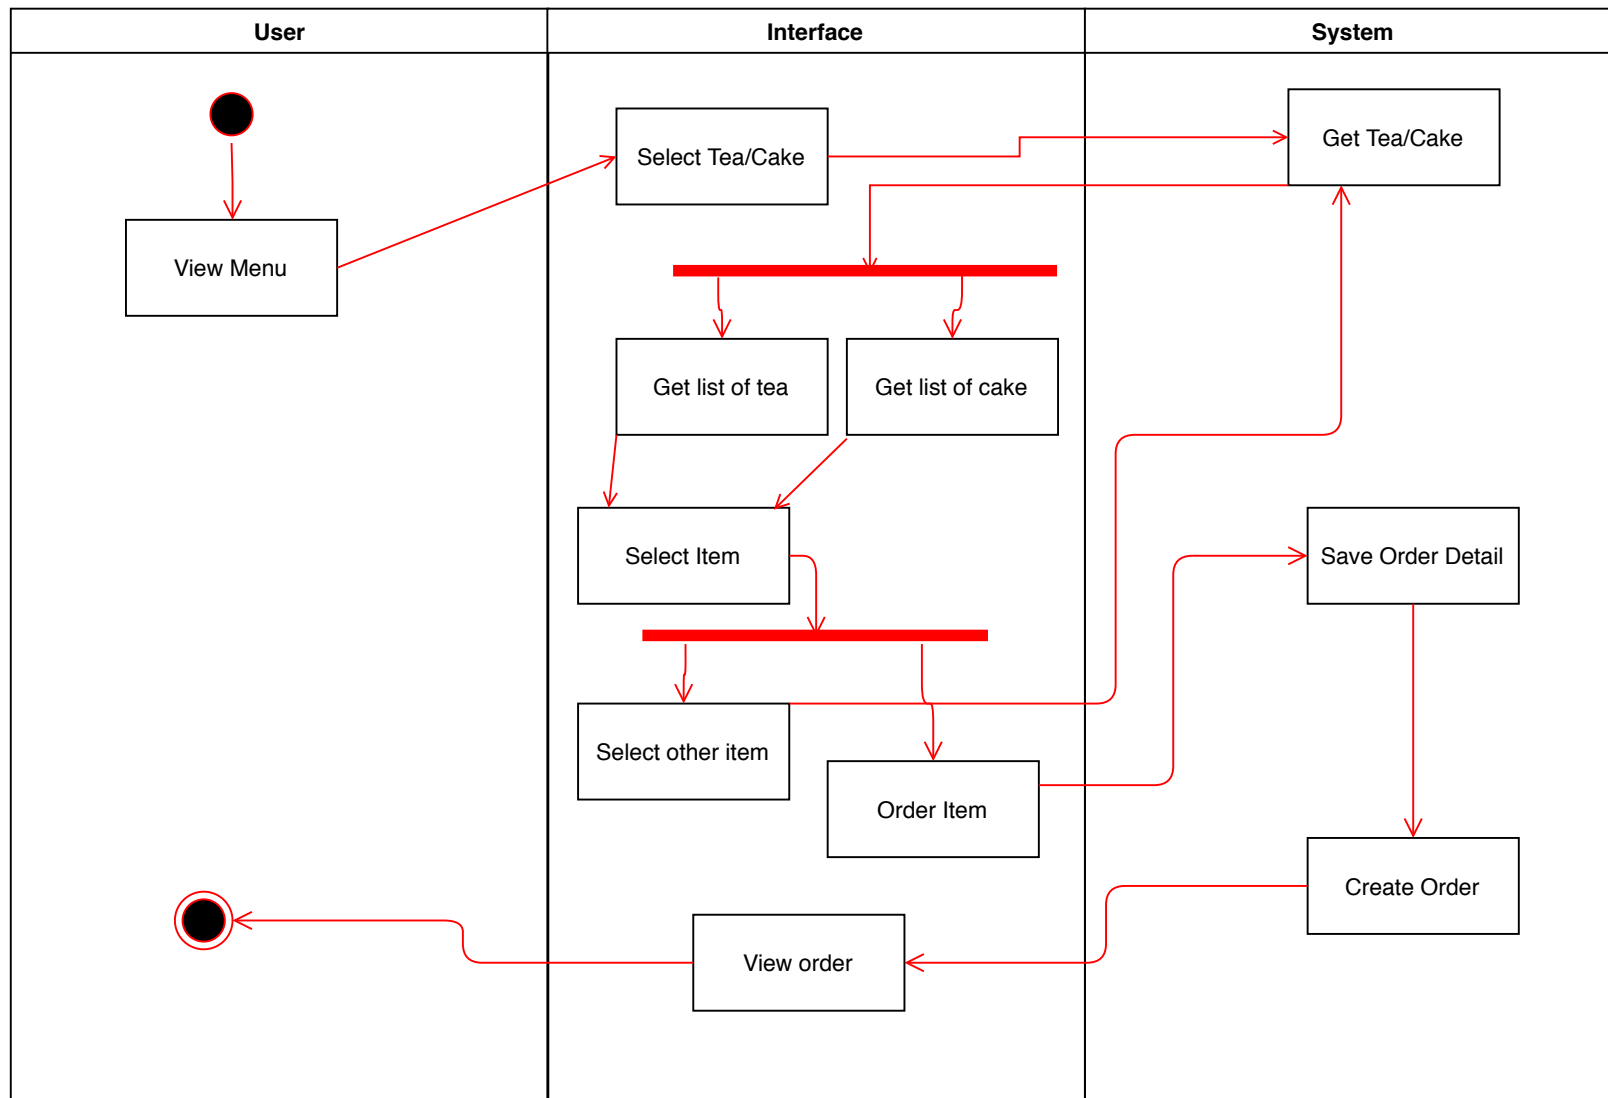 User
Interface
System
Select Tea/Cake
Get Tea/Cake
View Menu
Get list of tea
Get list of cake
Select Item
Save Order Detail
Select other item
Order Item
Create Order
View order